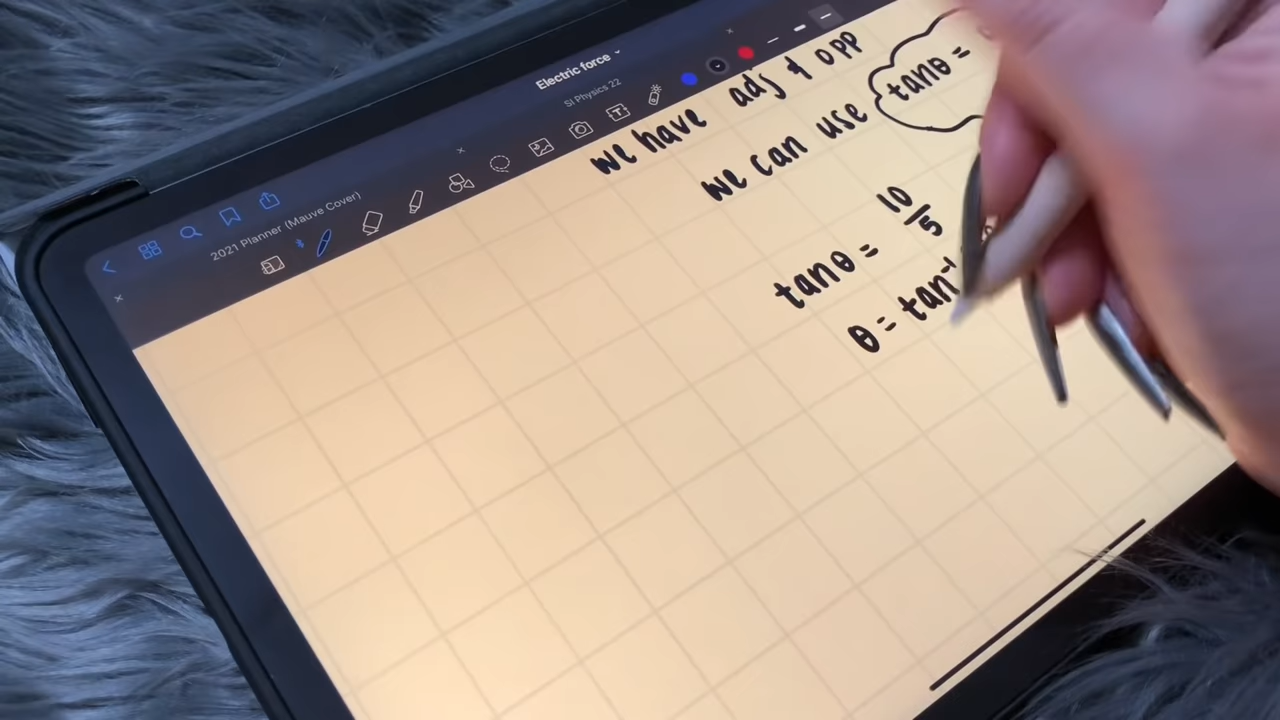 Electric force
SI Physics 22
2021 Planner (Mauve Cover)
we have adj & opp
we can use tanθ =
tanθ = 10/5
θ = tan⁻¹